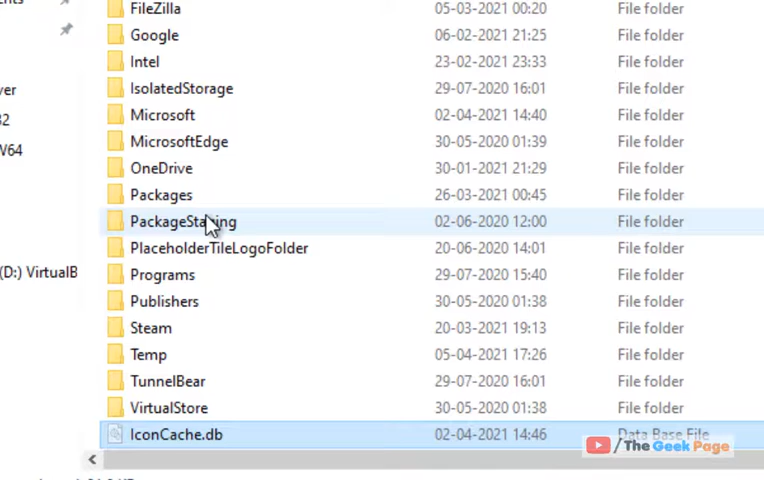 FileZilla 05-03-2021 00:20 File folder
Google 06-02-2021 21:25 File folder
Intel 23-02-2021 23:33 File folder
ver IsolatedStorage 29-07-2020 16:01 File folder
32 Microsoft 02-04-2021 14:40 File folder
W64 MicrosoftEdge 30-05-2020 01:39 File folder
OneDrive 30-01-2021 21:29 File folder
Packages 26-03-2021 00:45 File folder
PackageStaging 02-06-2020 12:00 File folder
PlaceholderTileLogoFolder 20-06-2020 14:01 File folder
(D:) VirtualB Programs 29-07-2020 15:40 File folder
Publishers 30-05-2020 01:38 File folder
Steam 20-03-2021 19:13 File folder
Temp 05-04-2021 17:26 File folder
TunnelBear 29-07-2020 16:01 File folder
VirtualStore 30-05-2020 01:38 File folder
IconCache.db 02-04-2021 14:46 Data Base File
/The Geek Page